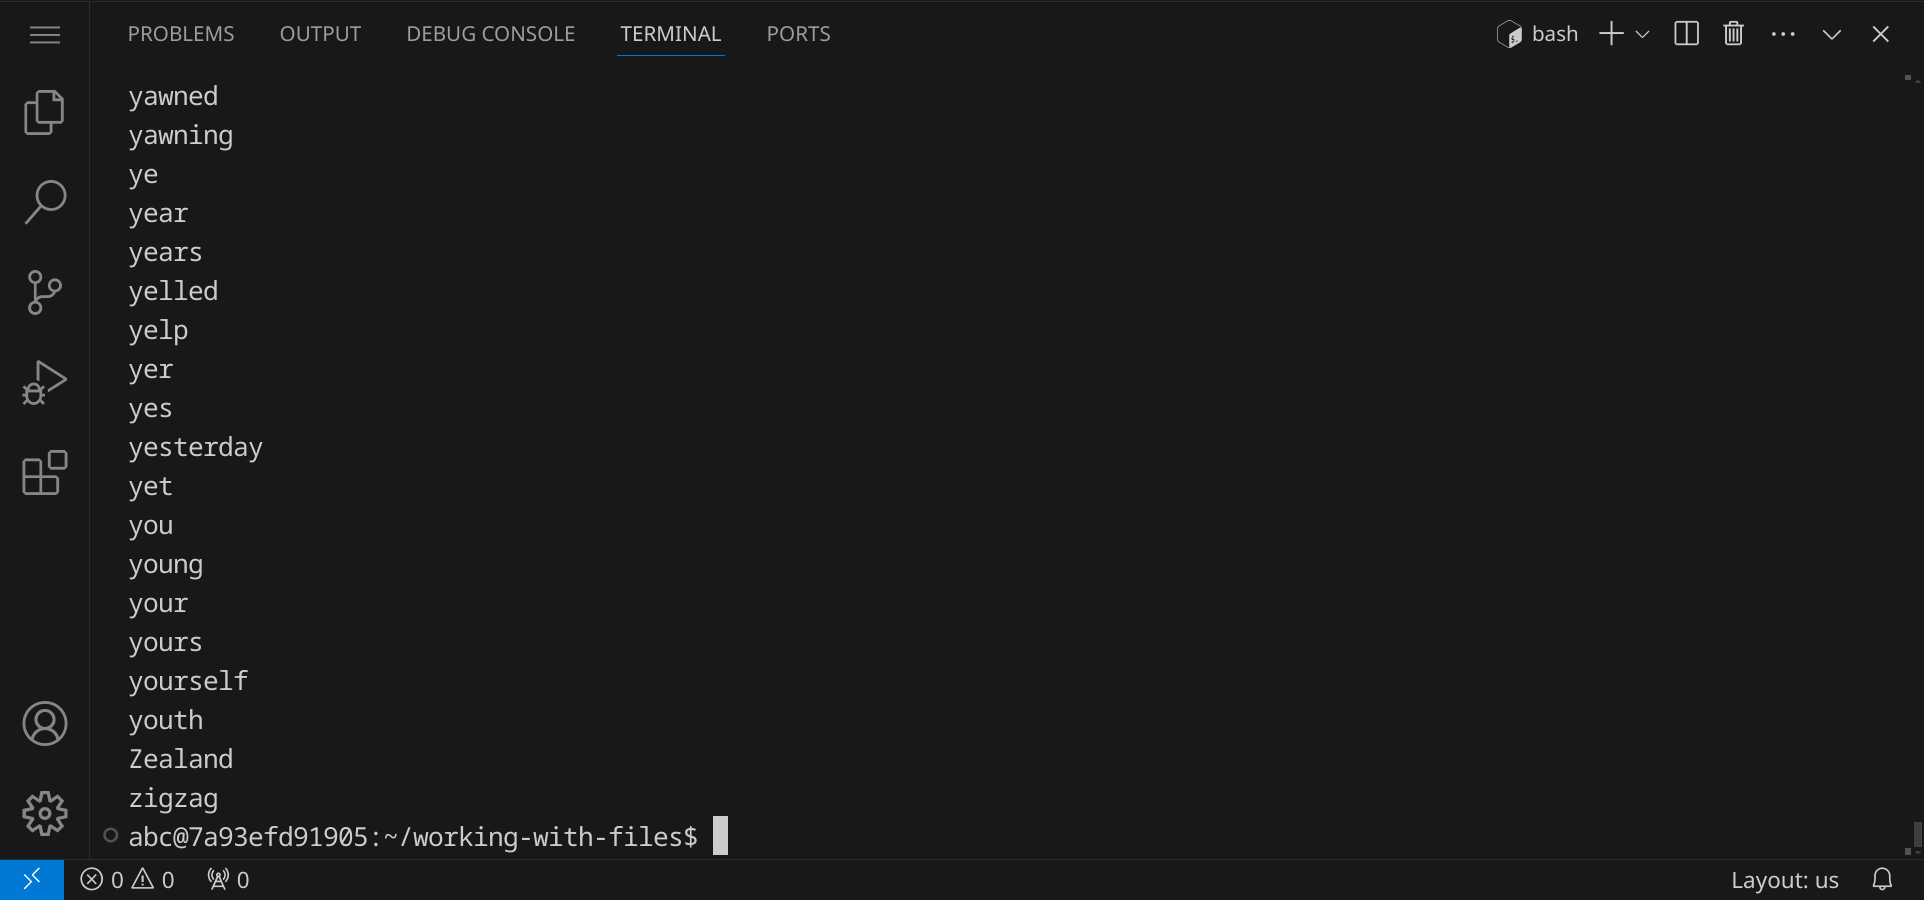 PROBLEMS OUTPUT DEBUG CONSOLE TERMINAL PORTS bash
yawned
yawning
ye
year
years
yelled
yelp
yer
yes
yesterday
yet
you
young
your
yours
yourself
youth
Zealand
zigzag
abc@7a93efd91905:~/working-with-files$
0 0 0 Layout: us